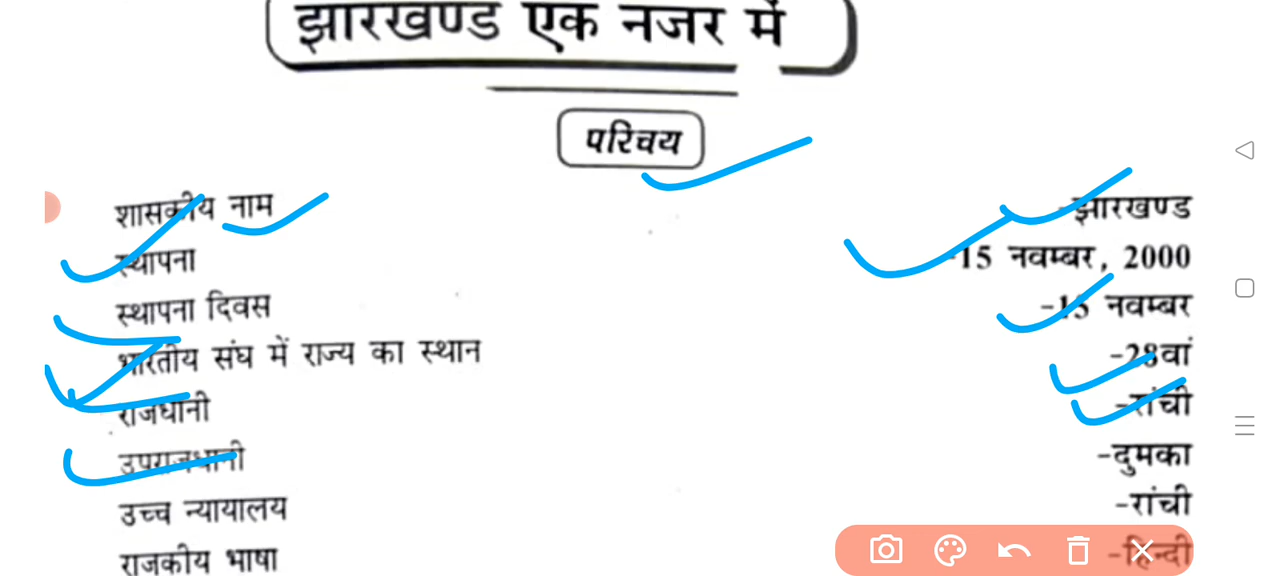 झारखण्ड एक नजर में
परिचय
शासकीय नाम -झारखण्ड
स्थापना -15 नवम्बर, 2000
स्थापना दिवस -15 नवम्बर
भारतीय संघ में राज्य का स्थान -28वां
राजधानी -रांची
उपराजधानी -दुमका
उच्च न्यायालय -रांची
राजकीय भाषा -हिन्दी